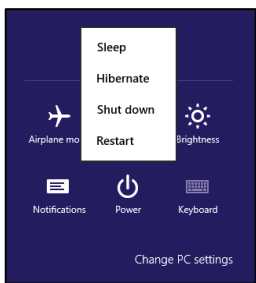 Sleep
Hibernate
Shut down
Restart
Airplane mo
Brightness
Notifications
Power
Keyboard
Change PC settings